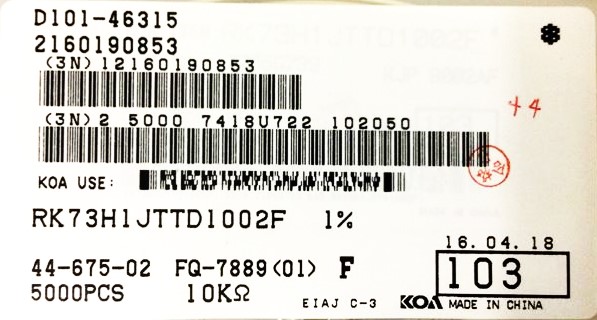 D101-46315
2160190853
(3N) 12160190853
(3N) 2 5000 7418U722 102050
44
KOA USE:
RK73H1JTTD1002F 1%
16.04.18
44-675-02 FQ-7889(01) F
103
5000PCS 10KΩ
EIAJ C-3 KOA MADE IN CHINA